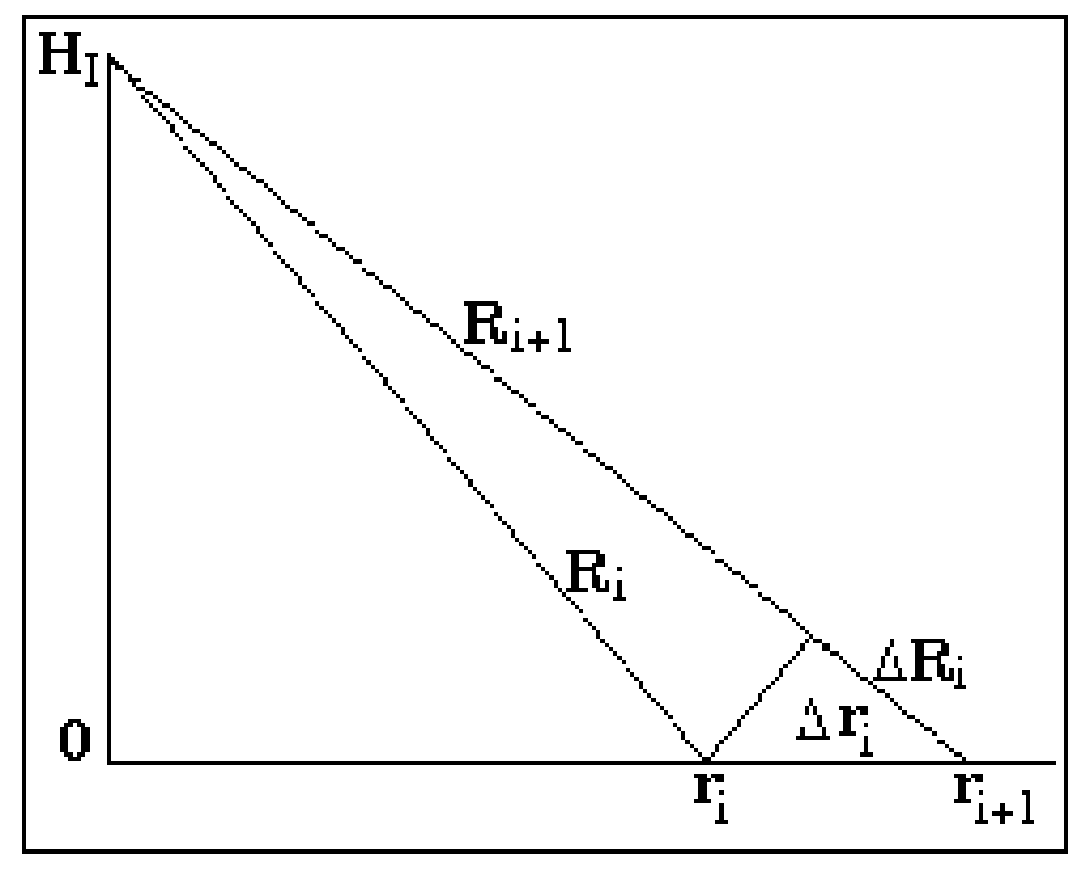 H_I
R_{i+1}
R_i
ΔR_i
Δr_i
0
r_i
r_{i+1}